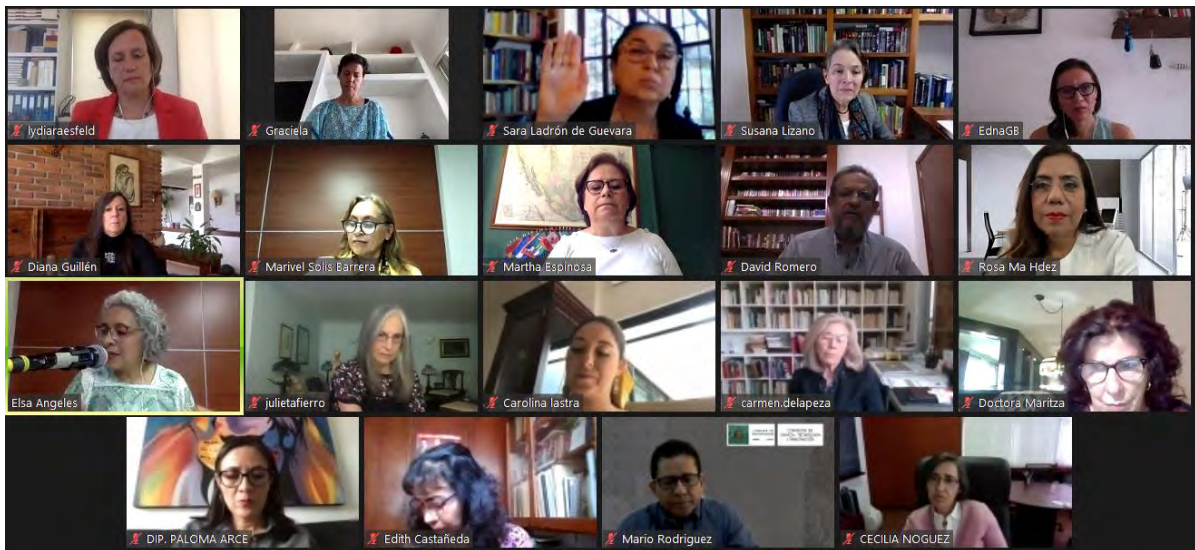 lydiaraesfeld
Graciela
Sara Ladrón de Guevara
Susana Lizano
EdnaGB
Diana Guillén
Marivel Solís Barrera
Martha Espinosa
David Romero
Rosa Ma Hdez
Elsa Angeles
julietafierro
Carolina lastra
carmen.delapeza
Doctora Maritza
DIP. PALOMA ARCE
Edith Castañeda
Mario Rodriguez
CECILIA NOGUEZ